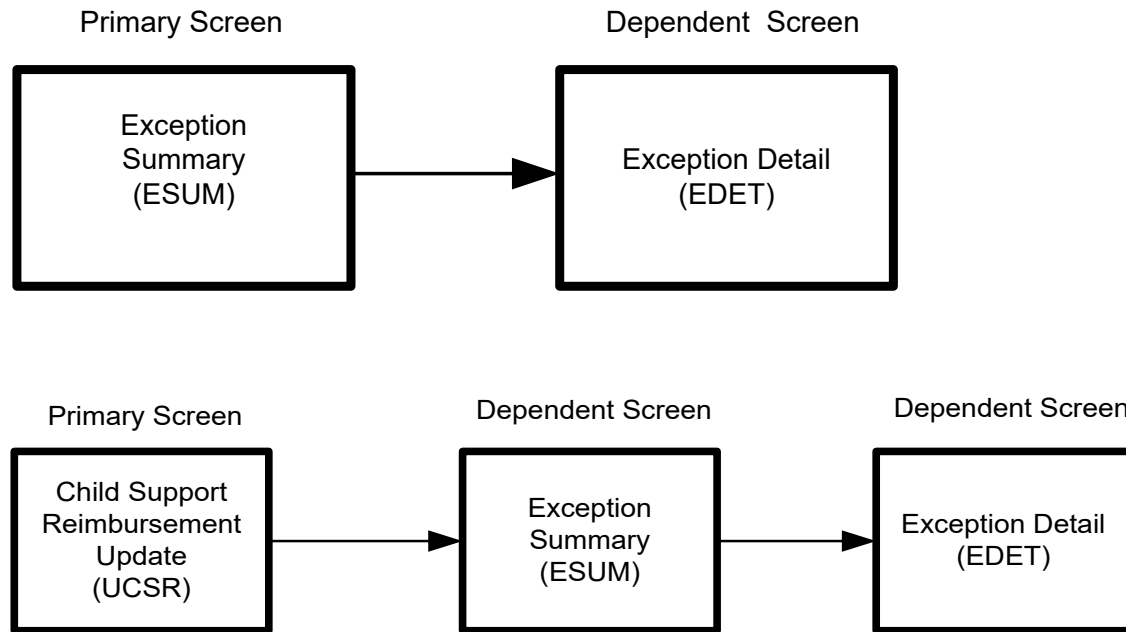 Primary Screen
Dependent  Screen
Exception
Summary
(ESUM)
Exception Detail
(EDET)
Primary Screen
Dependent Screen
Dependent Screen
Child Support
Reimbursement
Update
(UCSR)
Exception
Summary
(ESUM)
Exception Detail
(EDET)